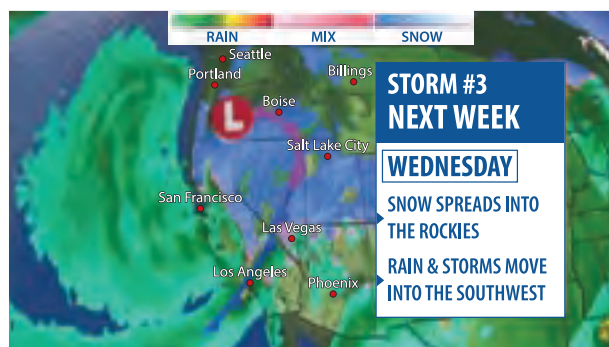 RAIN
MIX
SNOW
Seattle
Portland
Billings
Boise
L
Salt Lake City
San Francisco
Las Vegas
Los Angeles
Phoenix
STORM #3
NEXT WEEK
WEDNESDAY
SNOW SPREADS INTO
THE ROCKIES
RAIN & STORMS MOVE
INTO THE SOUTHWEST